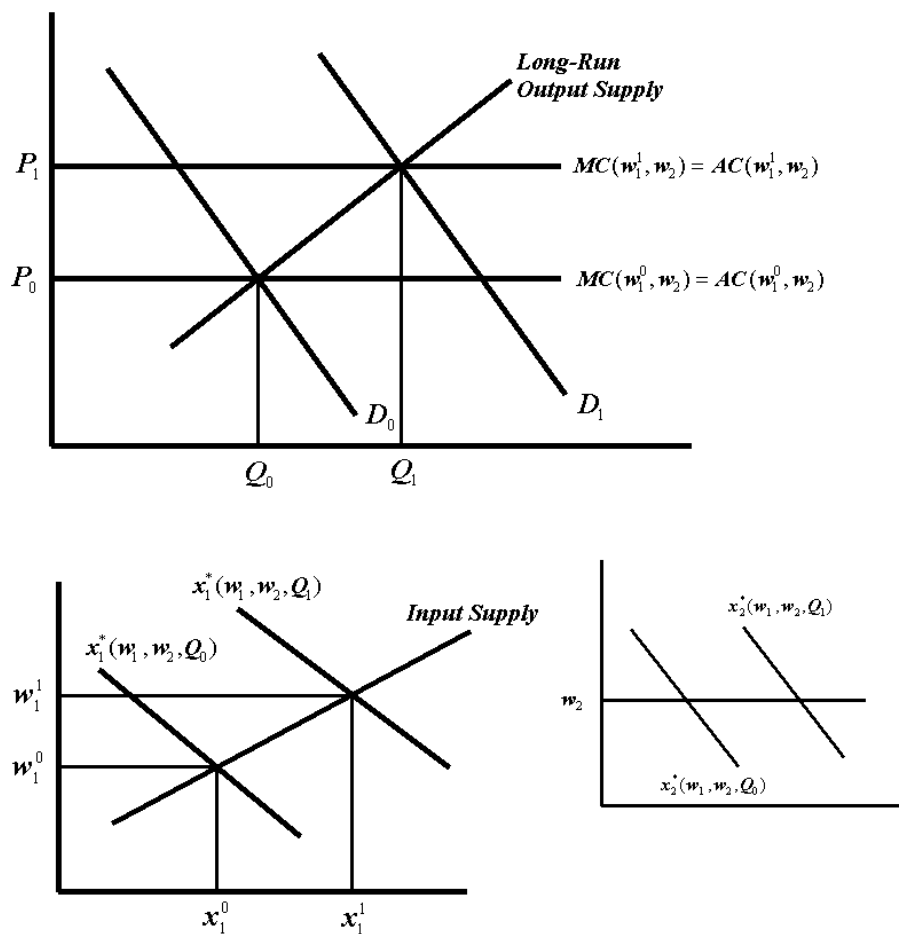 Long-Run
Output Supply
P₁
MC(w₁¹, w₂) = AC(w₁¹, w₂)
P₀
MC(w₁⁰, w₂) = AC(w₁⁰, w₂)
D₀
D₁
Q₀
Q₁
x₁*(w₁, w₂, Q₁)
Input Supply
x₁*(w₁, w₂, Q₀)
w₁¹
w₁⁰
x₁⁰
x₁¹
x₂*(w₁, w₂, Q₁)
w₂
x₂*(w₁, w₂, Q₀)